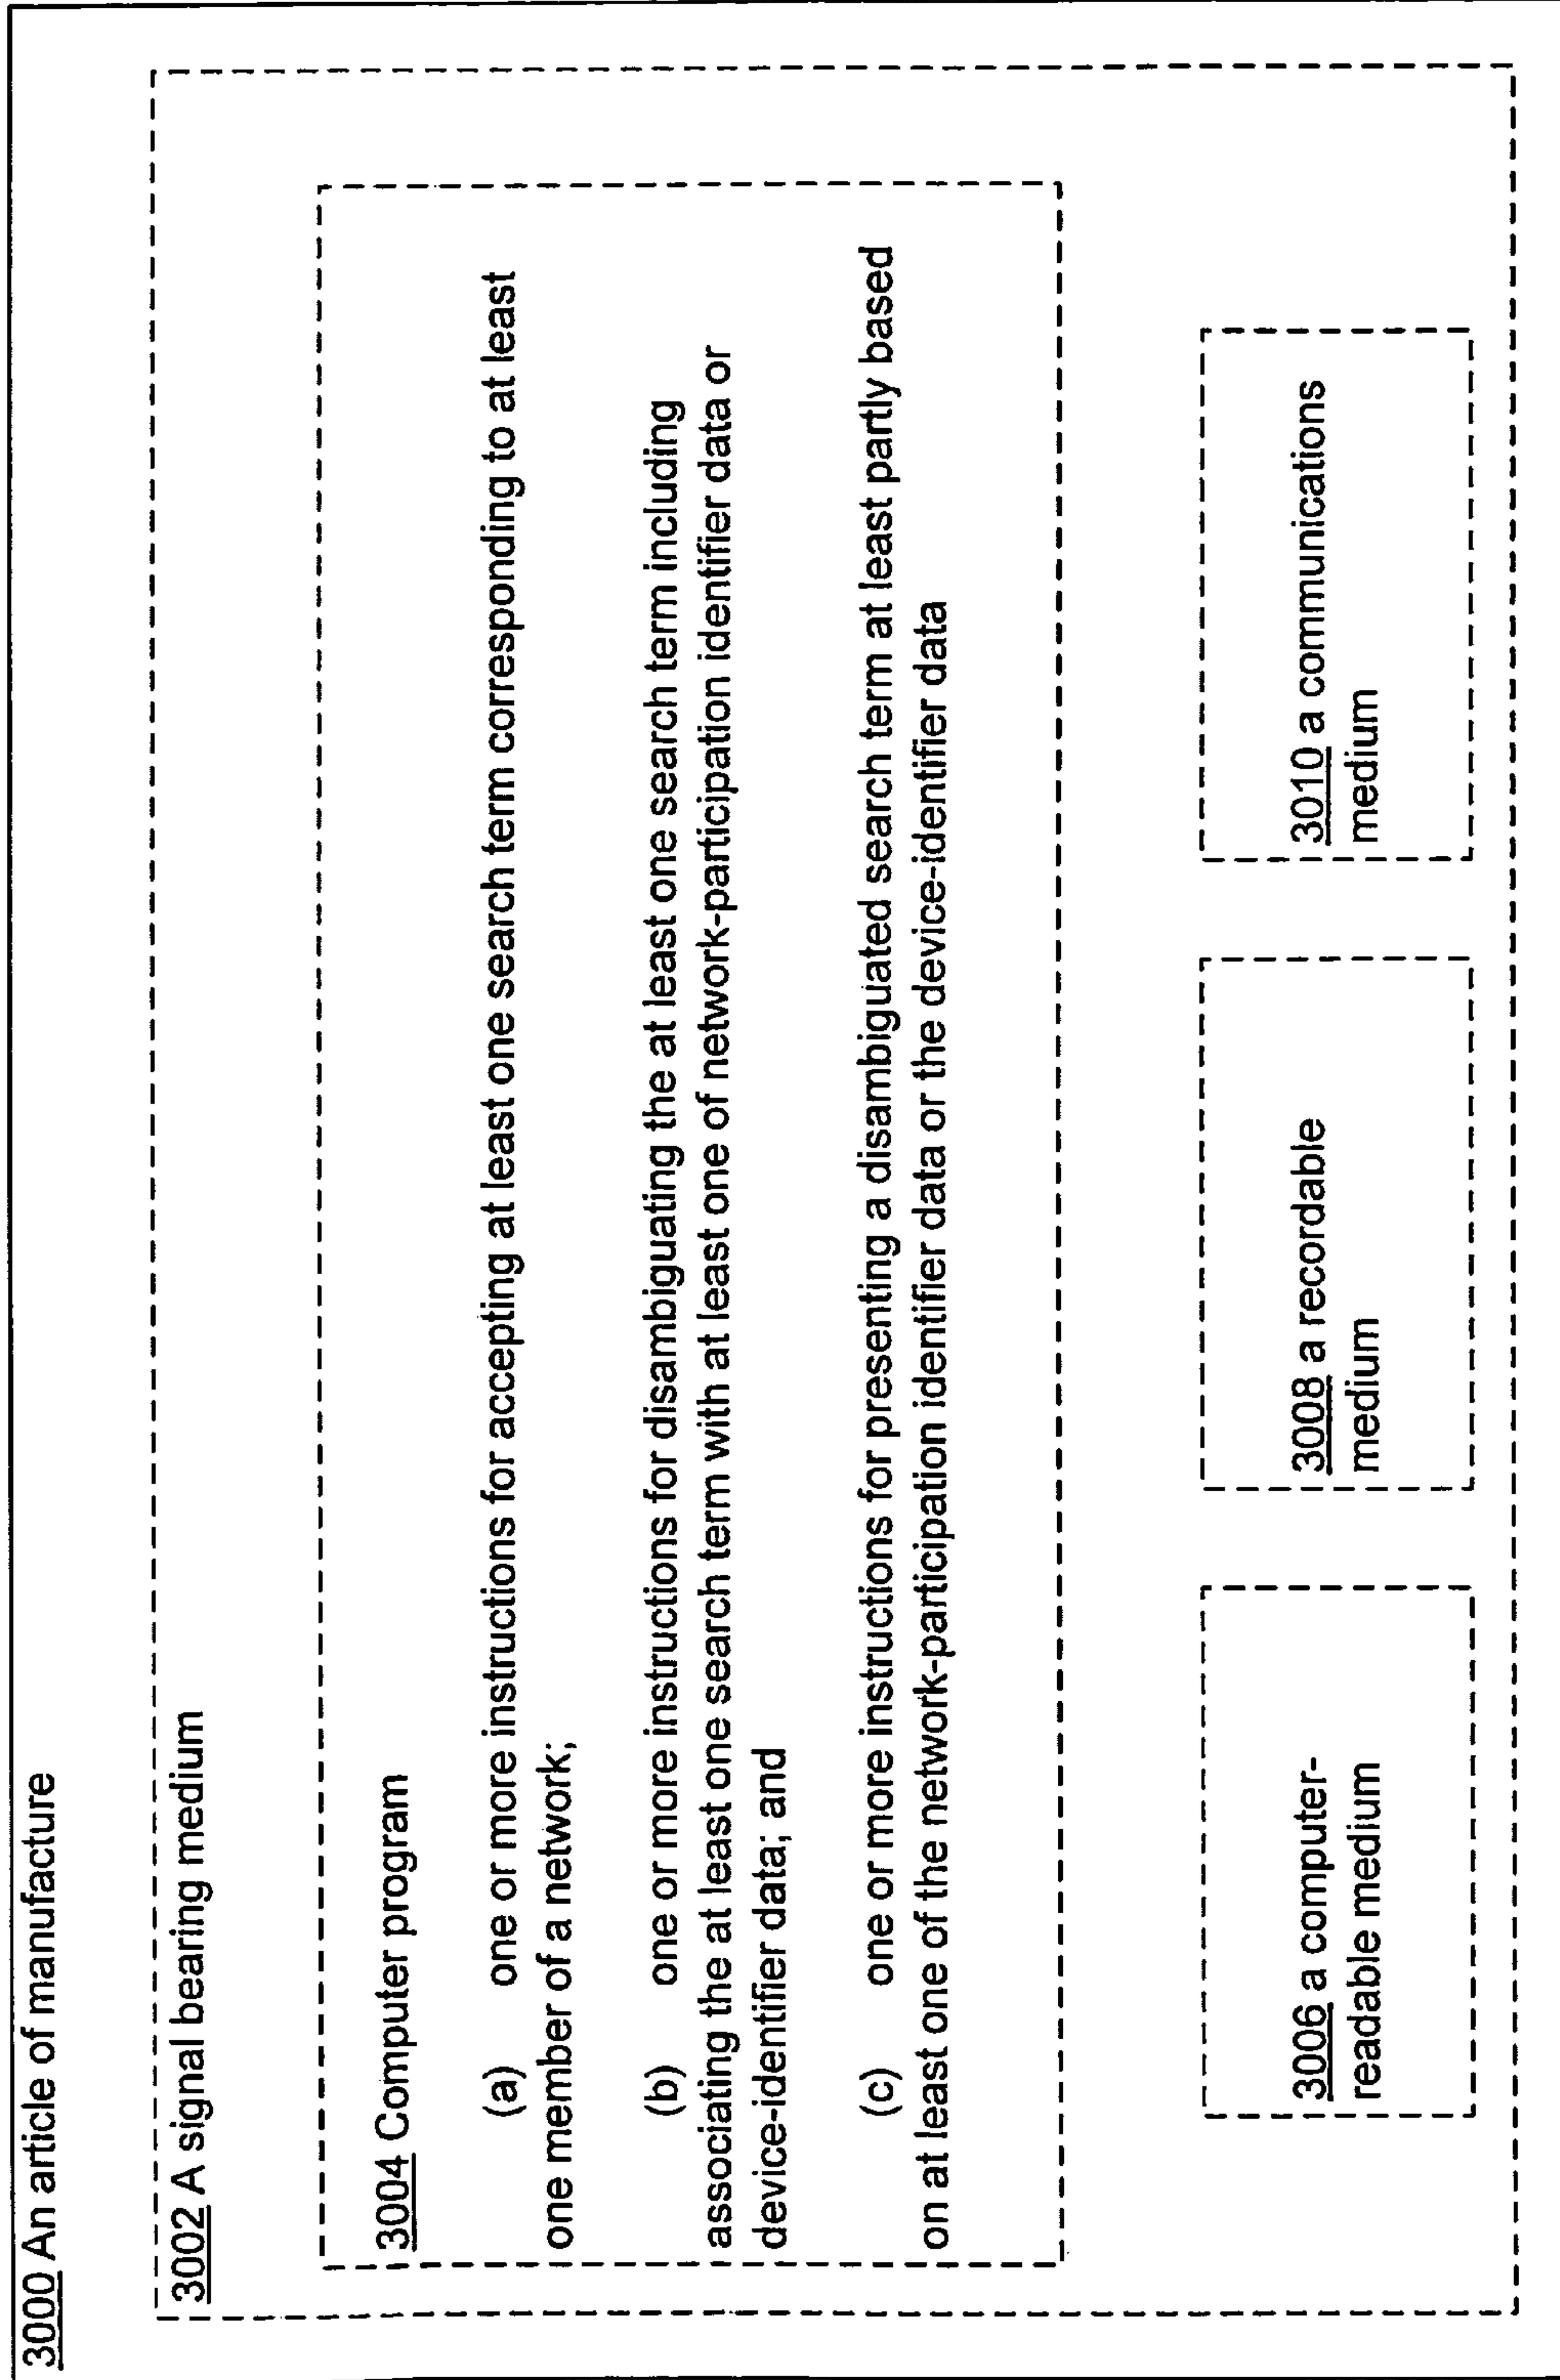 3000 An article of manufacture
3002 A signal bearing medium
3004 Computer program
(a) one or more instructions for accepting at least one search term corresponding to at least
one member of a network;
(b) one or more instructions for disambiguating the at least one search term including
associating the at least one search term with at least one of network-participation identifier data or
device-identifier data; and
(c) one or more instructions for presenting a disambiguated search term at least partly based
on at least one of the network-participation identifier data or the device-identifier data
3006 a computer-
readable medium
3008 a recordable
medium
3010 a communications
medium